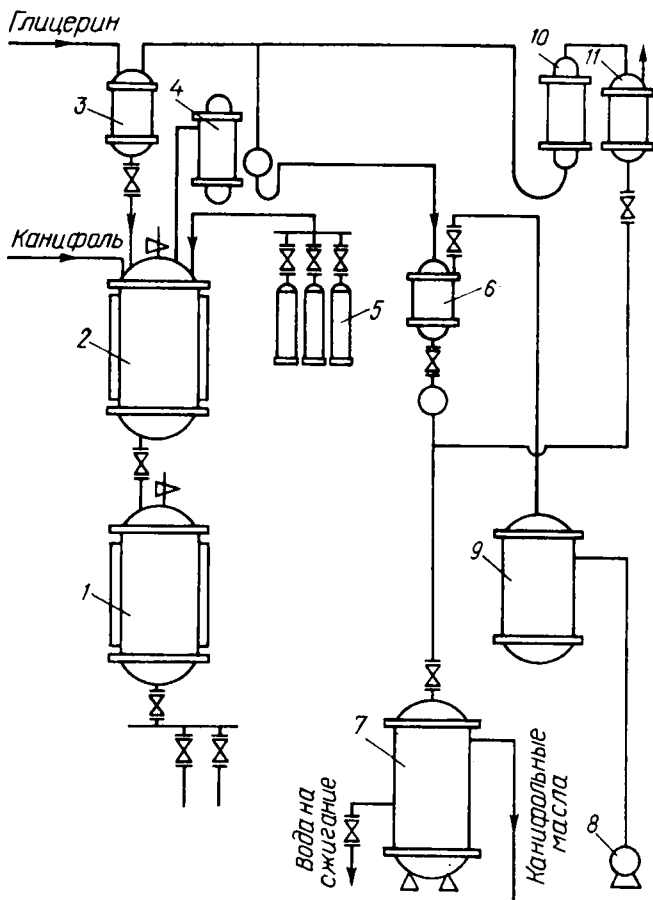 Глицерин
10
11
3
4
Канифоль
2
5
6
1
9
7
Вода на
сжигание
Канифольные
масла
8